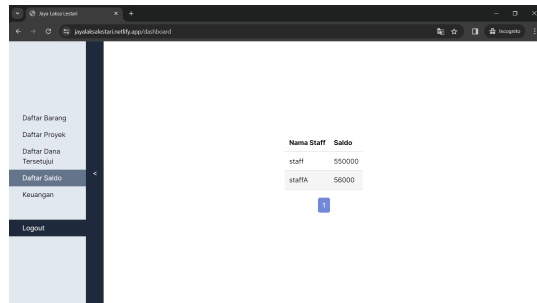 Jaya Laksa Lestari
jayalaksalestari.netlify.app/dashboard
Incognito
Daftar Barang
Daftar Proyek
Daftar Dana
Tersetujui
Daftar Saldo
Keuangan
Logout
<
Nama Staff Saldo
staff 550000
staffA 56000
1